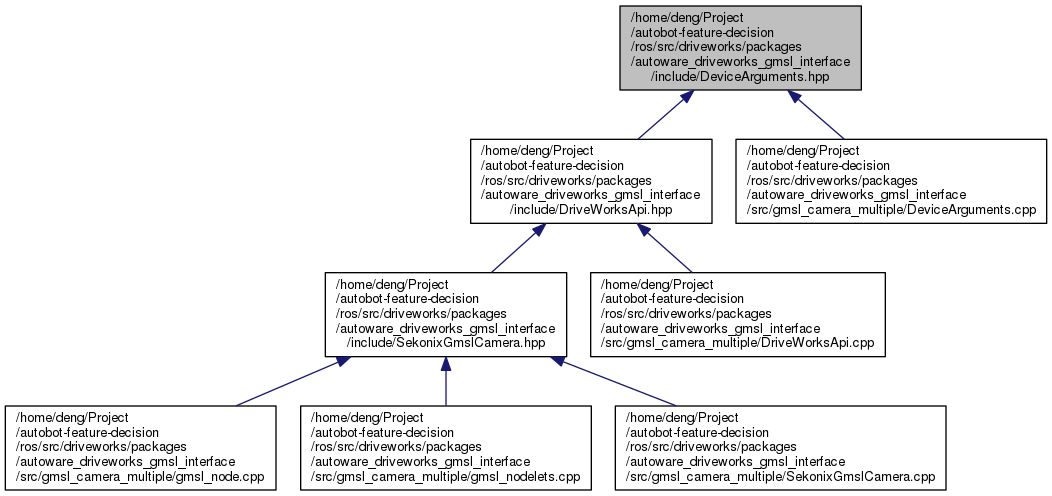 /home/deng/Project
/autobot-feature-decision
/ros/src/driveworks/packages
/autoware_driveworks_gmsl_interface
/include/DeviceArguments.hpp
/home/deng/Project
/autobot-feature-decision
/ros/src/driveworks/packages
/autoware_driveworks_gmsl_interface
/include/DriveWorksApi.hpp
/home/deng/Project
/autobot-feature-decision
/ros/src/driveworks/packages
/autoware_driveworks_gmsl_interface
/src/gmsl_camera_multiple/DeviceArguments.cpp
/home/deng/Project
/autobot-feature-decision
/ros/src/driveworks/packages
/autoware_driveworks_gmsl_interface
/include/SekonixGmslCamera.hpp
/home/deng/Project
/autobot-feature-decision
/ros/src/driveworks/packages
/autoware_driveworks_gmsl_interface
/src/gmsl_camera_multiple/DriveWorksApi.cpp
/home/deng/Project
/autobot-feature-decision
/ros/src/driveworks/packages
/autoware_driveworks_gmsl_interface
/src/gmsl_camera_multiple/gmsl_node.cpp
/home/deng/Project
/autobot-feature-decision
/ros/src/driveworks/packages
/autoware_driveworks_gmsl_interface
/src/gmsl_camera_multiple/gmsl_nodelets.cpp
/home/deng/Project
/autobot-feature-decision
/ros/src/driveworks/packages
/autoware_driveworks_gmsl_interface
/src/gmsl_camera_multiple/SekonixGmslCamera.cpp